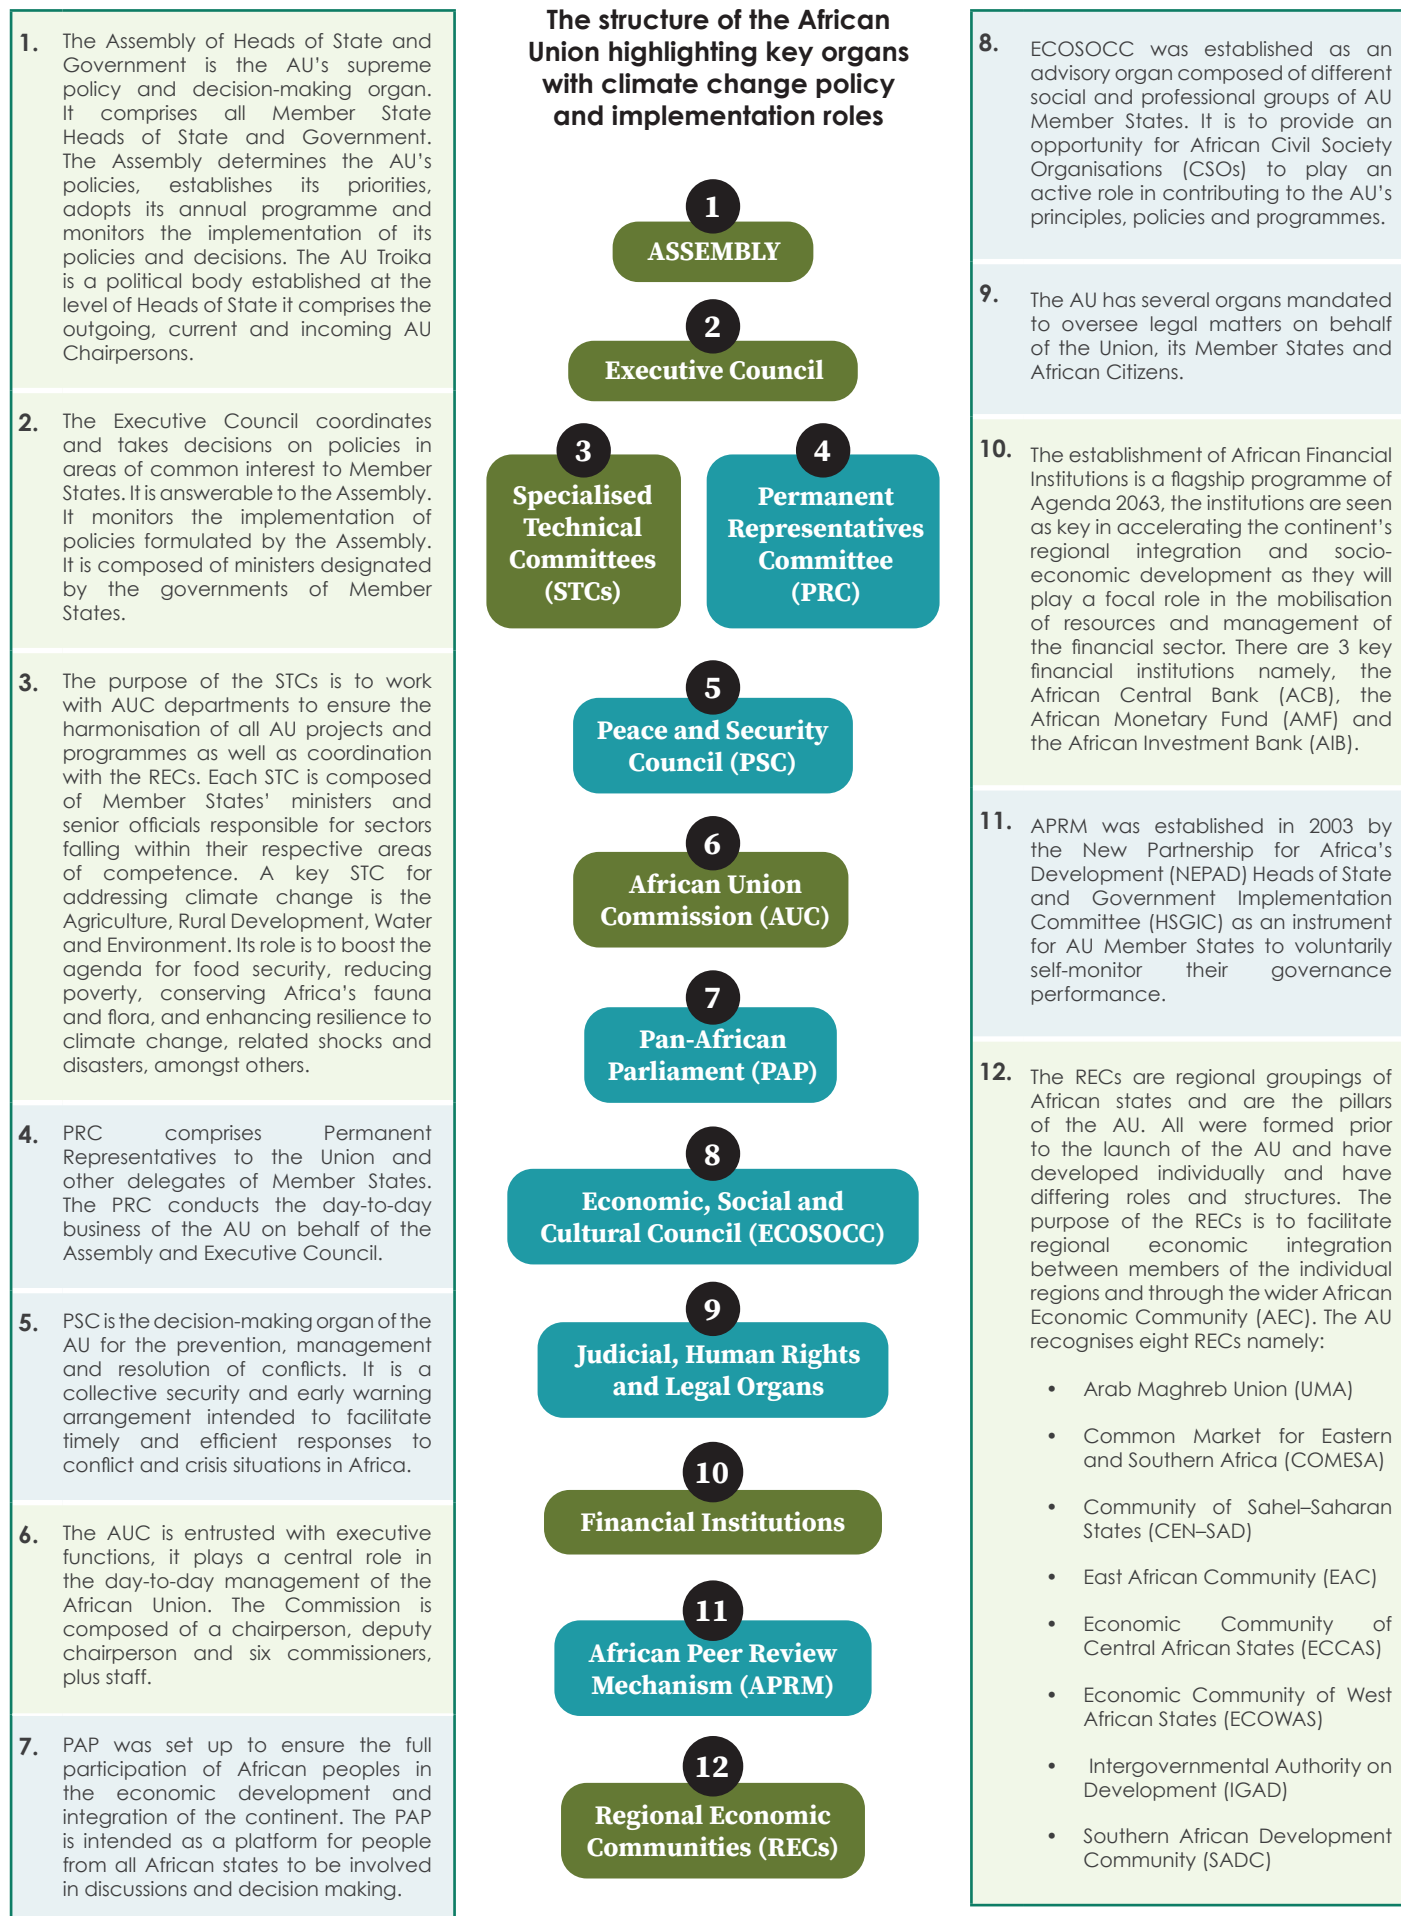 The structure of the African
Union highlighting key organs
with climate change policy
and implementation roles
1. The Assembly of Heads of State and
Government is the AU's supreme
policy and decision-making organ.
It comprises all Member State
Heads of State and Government.
The Assembly determines the AU's
policies, establishes its priorities,
adopts its annual programme and
monitors the implementation of its
policies and decisions. The AU Troika
is a political body established at the
level of Heads of State it comprises the
outgoing, current and incoming AU
Chairpersons.
2. The Executive Council coordinates
and takes decisions on policies in
areas of common interest to Member
States. It is answerable to the Assembly.
It monitors the implementation of
policies formulated by the Assembly.
It is composed of ministers designated
by the governments of Member
States.
3. The purpose of the STCs is to work
with AUC departments to ensure the
harmonisation of all AU projects and
programmes as well as coordination
with the RECs. Each STC is composed
of Member States' ministers and
senior officials responsible for sectors
falling within their respective areas
of competence. A key STC for
addressing climate change is the
Agriculture, Rural Development, Water
and Environment. Its role is to boost the
agenda for food security, reducing
poverty, conserving Africa's fauna
and flora, and enhancing resilience to
climate change, related shocks and
disasters, amongst others.
4. PRC comprises Permanent
Representatives to the Union and
other delegates of Member States.
The PRC conducts the day-to-day
business of the AU on behalf of the
Assembly and Executive Council.
5. PSC is the decision-making organ of the
AU for the prevention, management
and resolution of conflicts. It is a
collective security and early warning
arrangement intended to facilitate
timely and efficient responses to
conflict and crisis situations in Africa.
6. The AUC is entrusted with executive
functions, it plays a central role in
the day-to-day management of the
African Union. The Commission is
composed of a chairperson, deputy
chairperson and six commissioners,
plus staff.
7. PAP was set up to ensure the full
participation of African peoples in
the economic development and
integration of the continent. The PAP
is intended as a platform for people
from all African states to be involved
in discussions and decision making.
1
ASSEMBLY
2
Executive Council
3
Specialised
Technical
Committees
(STCs)
4
Permanent
Representatives
Committee
(PRC)
5
Peace and Security
Council (PSC)
6
African Union
Commission (AUC)
7
Pan-African
Parliament (PAP)
8
Economic, Social and
Cultural Council (ECOSOCC)
9
Judicial, Human Rights
and Legal Organs
10
Financial Institutions
11
African Peer Review
Mechanism (APRM)
12
Regional Economic
Communities (RECs)
8. ECOSOCC was established as an
advisory organ composed of different
social and professional groups of AU
Member States. It is to provide an
opportunity for African Civil Society
Organisations (CSOs) to play an
active role in contributing to the AU's
principles, policies and programmes.
9. The AU has several organs mandated
to oversee legal matters on behalf
of the Union, its Member States and
African Citizens.
10. The establishment of African Financial
Institutions is a flagship programme of
Agenda 2063, the institutions are seen
as key in accelerating the continent's
regional integration and socio-
economic development as they will
play a focal role in the mobilisation
of resources and management of
the financial sector. There are 3 key
financial institutions namely, the
African Central Bank (ACB), the
African Monetary Fund (AMF) and
the African Investment Bank (AIB).
11. APRM was established in 2003 by
the New Partnership for Africa's
Development (NEPAD) Heads of State
and Government Implementation
Committee (HSGIC) as an instrument
for AU Member States to voluntarily
self-monitor their governance
performance.
12. The RECs are regional groupings of
African states and are the pillars
of the AU. All were formed prior
to the launch of the AU and have
developed individually and have
differing roles and structures. The
purpose of the RECs is to facilitate
regional economic integration
between members of the individual
regions and through the wider African
Economic Community (AEC). The AU
recognises eight RECs namely:
• Arab Maghreb Union (UMA)
• Common Market for Eastern
and Southern Africa (COMESA)
• Community of Sahel–Saharan
States (CEN–SAD)
• East African Community (EAC)
• Economic Community of
Central African States (ECCAS)
• Economic Community of West
African States (ECOWAS)
• Intergovernmental Authority on
Development (IGAD)
• Southern African Development
Community (SADC)